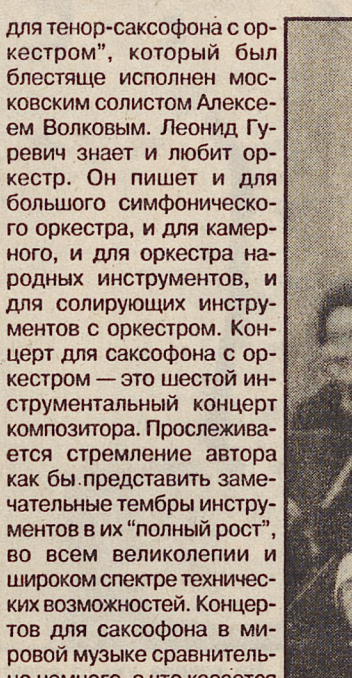 для тенор-саксофона с ор-
кестром", который был
блестяще исполнен мос-
ковским солистом Алексе-
ем Волковым. Леонид Гу-
ревич знает и любит ор-
кестр. Он пишет и для
большого симфоническо-
го оркестра, и для камер-
ного, и для оркестра на-
родных инструментов, и
для солирующих инстру-
ментов с оркестром. Кон-
церт для саксофона с ор-
кестром — это шестой ин-
струментальный концерт
композитора. Прослежива-
ется стремление автора
как бы представить заме-
чательные тембры инстру-
ментов в их "полный рост",
во всем великолепии и
широком спектре техничес-
ких возможностей. Концер-
тов для саксофона в ми-
ровой музыке сравнитель-
но немного, а что касается